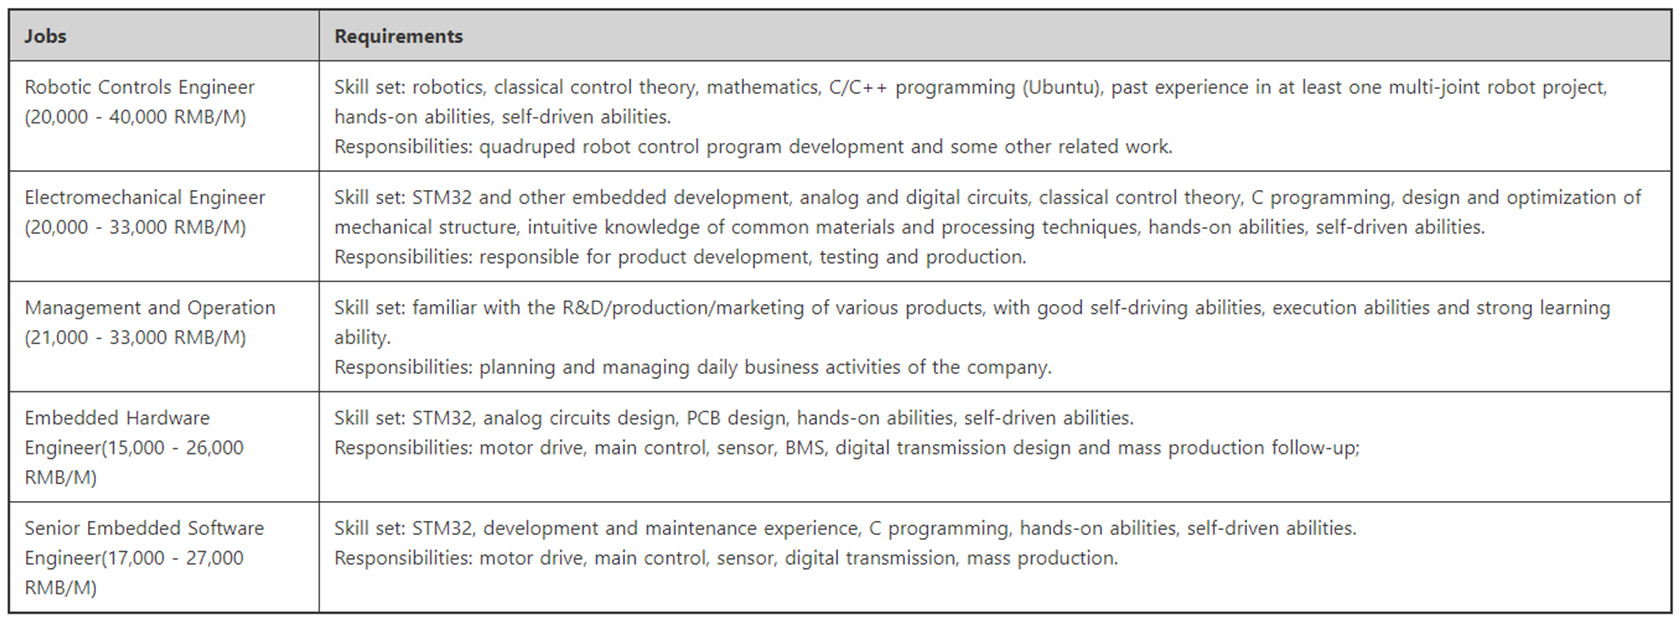 Jobs
Requirements
Robotic Controls Engineer
(20,000 - 40,000 RMB/M)
Skill set: robotics, classical control theory, mathematics, C/C++ programming (Ubuntu), past experience in at least one multi-joint robot project,
hands-on abilities, self-driven abilities.
Responsibilities: quadruped robot control program development and some other related work.
Electromechanical Engineer
(20,000 - 33,000 RMB/M)
Skill set: STM32 and other embedded development, analog and digital circuits, classical control theory, C programming, design and optimization of
mechanical structure, intuitive knowledge of common materials and processing techniques, hands-on abilities, self-driven abilities.
Responsibilities: responsible for product development, testing and production.
Management and Operation
(21,000 - 33,000 RMB/M)
Skill set: familiar with the R&D/production/marketing of various products, with good self-driving abilities, execution abilities and strong learning
ability.
Responsibilities: planning and managing daily business activities of the company.
Embedded Hardware
Engineer(15,000 - 26,000
RMB/M)
Skill set: STM32, analog circuits design, PCB design, hands-on abilities, self-driven abilities.
Responsibilities: motor drive, main control, sensor, BMS, digital transmission design and mass production follow-up;
Senior Embedded Software
Engineer(17,000 - 27,000
RMB/M)
Skill set: STM32, development and maintenance experience, C programming, hands-on abilities, self-driven abilities.
Responsibilities: motor drive, main control, sensor, digital transmission, mass production.